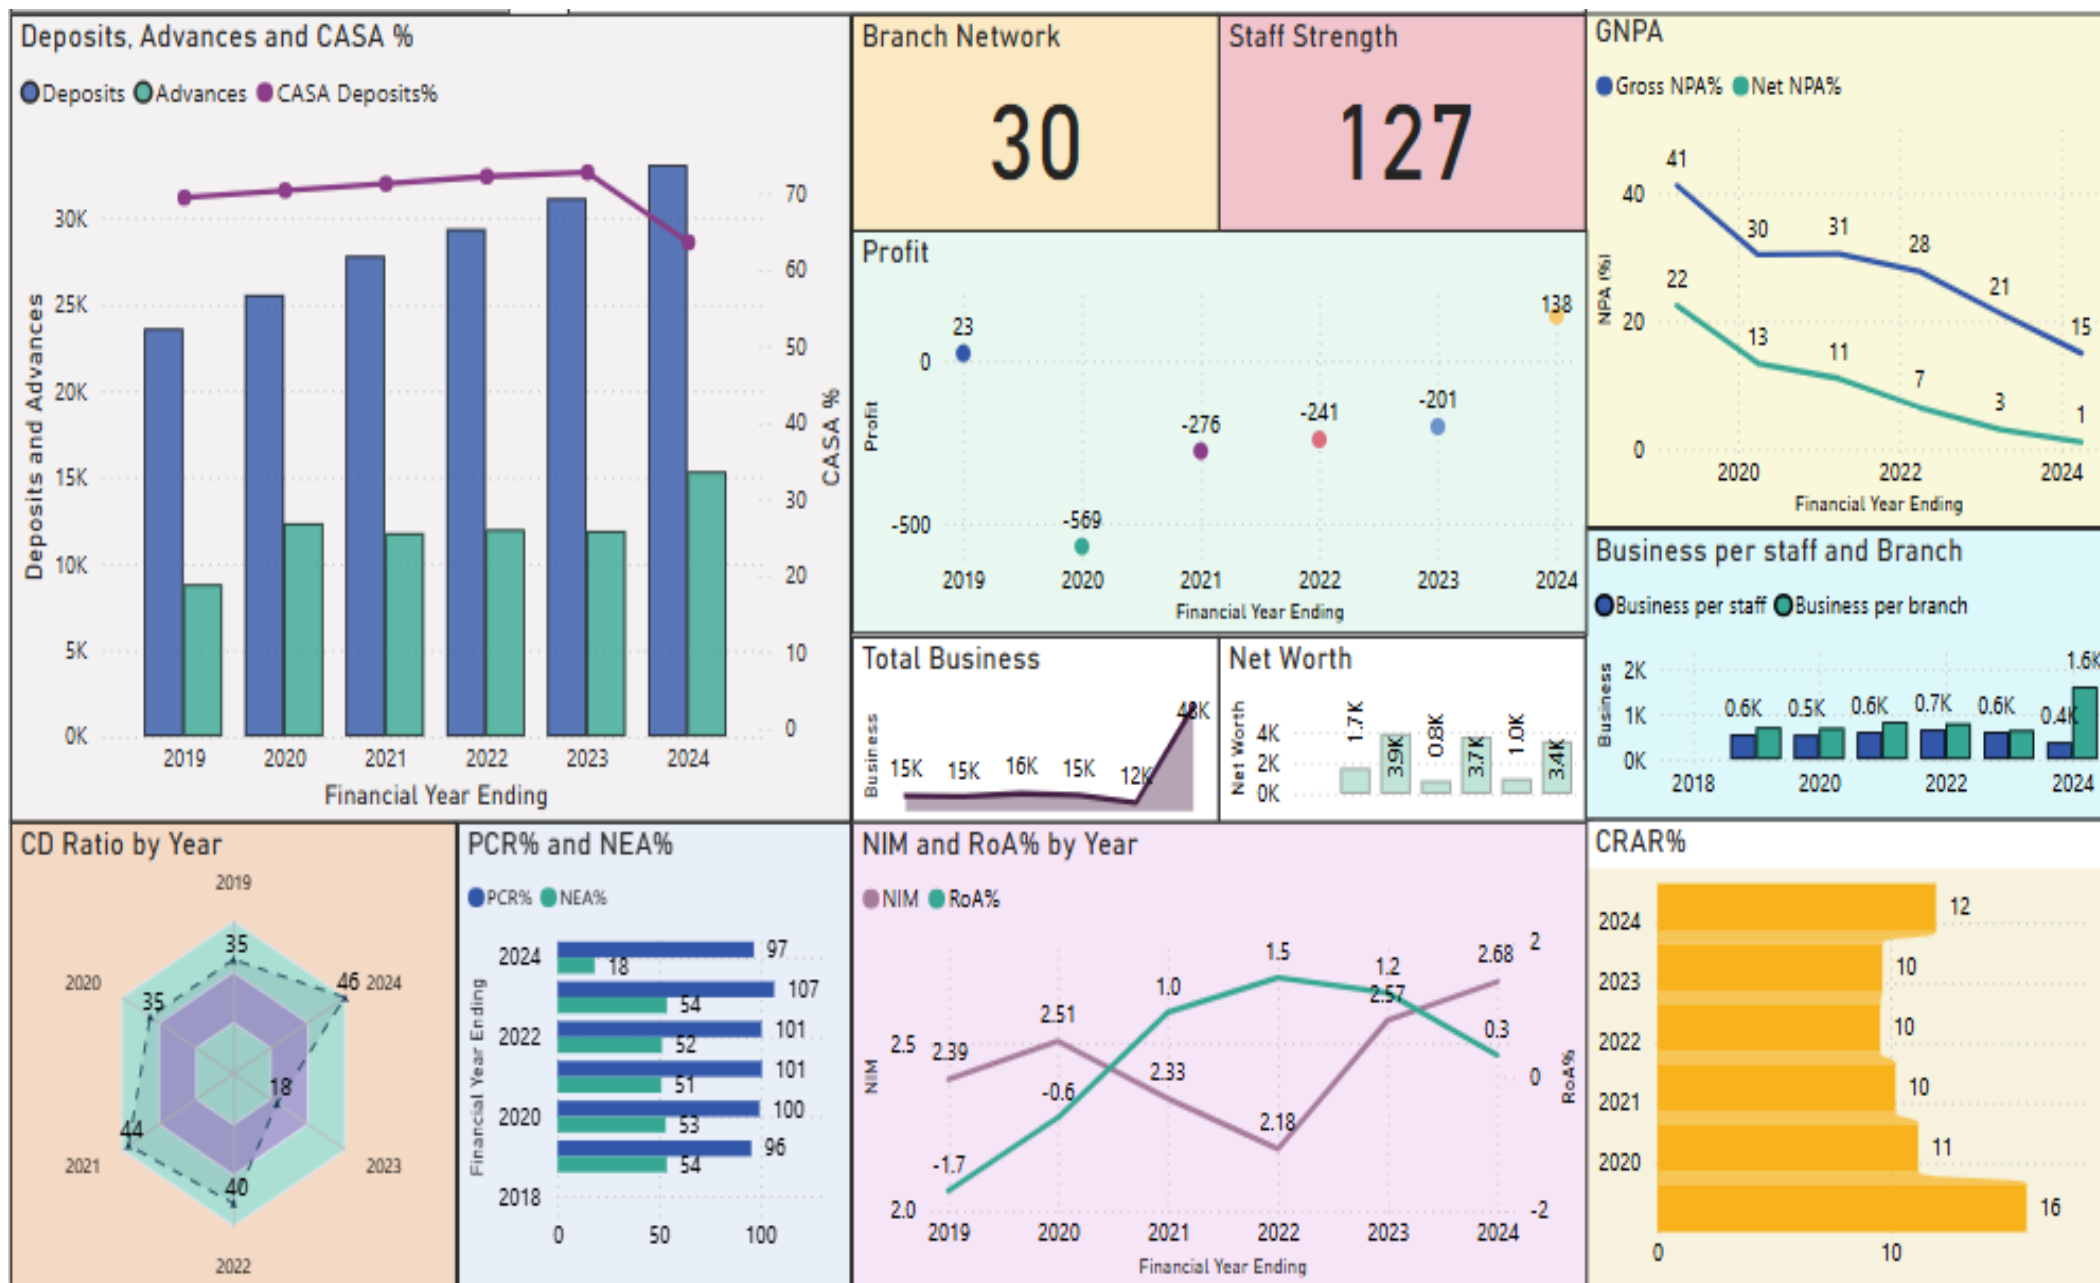 Deposits, Advances and CASA %
Deposits Advances CASA Deposits%
Deposits and Advances
30K
25K
20K
15K
10K
5K
0K
70
60
50
40
30
20
10
0
CASA %
2019 2020 2021 2022 2023 2024
Financial Year Ending
Branch Network
30
Staff Strength
127
Profit
Profit
0
-500
23
-569
-276
-241
-201
138
2019 2020 2021 2022 2023 2024
Financial Year Ending
GNPA
Gross NPA% Net NPA%
NPA (%)
40
20
0
41
30
31
28
21
15
22
13
11
7
3
1
2020 2022 2024
Financial Year Ending
Total Business
Business
15K 15K 16K 15K 12K 48K
Net Worth
Net Worth
4K
2K
0K
1.7K 3.9K 0.8K 3.7K 1.0K 3.4K
Business per staff and Branch
Business per staff Business per branch
Business
2K
1K
0K
0.6K 0.5K 0.6K 0.7K 0.6K 0.4K 1.6K
2018 2020 2022 2024
CD Ratio by Year
2019
2020
2021
2022
2023
2024
35
35
44
40
18
46
PCR% and NEA%
PCR% NEA%
Financial Year Ending
2024
2022
2020
2018
97
18
107
54
101
52
101
51
100
53
96
54
0 50 100
NIM and RoA% by Year
NIM RoA%
NIM
2.5
2.0
2.39
2.51
2.33
2.18
2.57
2.68
-1.7
-0.6
1.0
1.5
1.2
0.3
2
0
-2
RoA%
2019 2020 2021 2022 2023 2024
Financial Year Ending
CRAR%
2024
2023
2022
2021
2020
12
10
10
10
11
16
0 10